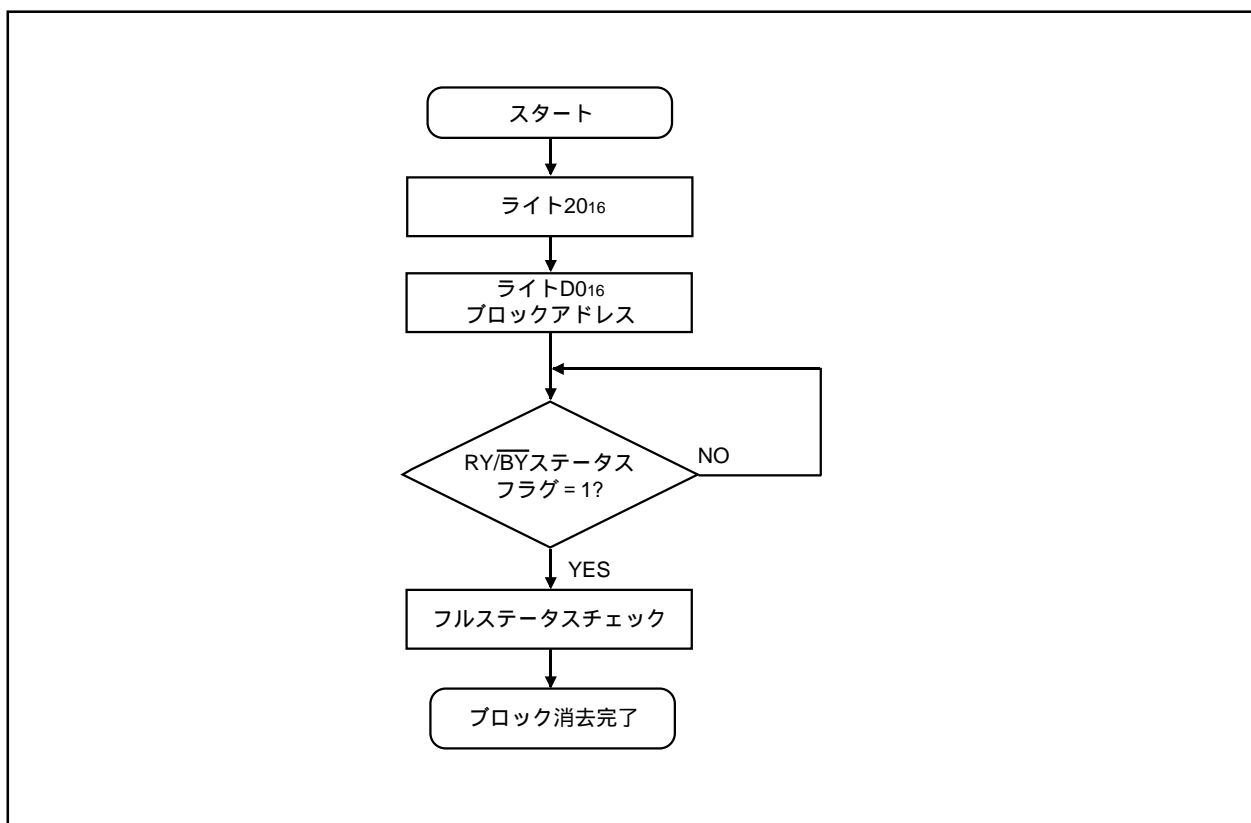 スタート
ライト20₁₆
ライトD0₁₆
ブロックアドレス
RY/B̅Y̅ステータス
フラグ = 1?
NO
YES
フルステータスチェック
ブロック消去完了